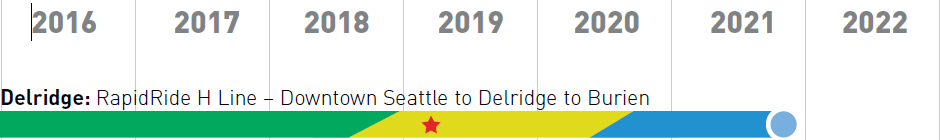 2016 2017 2018 2019 2020 2021 2022
Delridge: RapidRide H Line – Downtown Seattle to Delridge to Burien